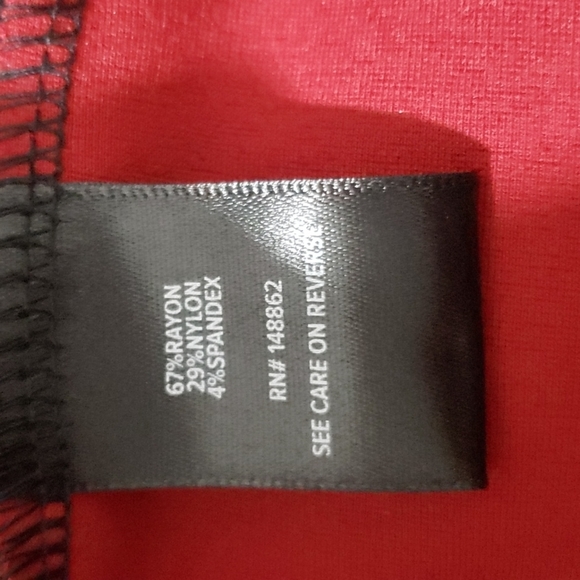 67%RAYON
29%NYLON
4%SPANDEX
RN# 148862
SEE CARE ON REVERSE